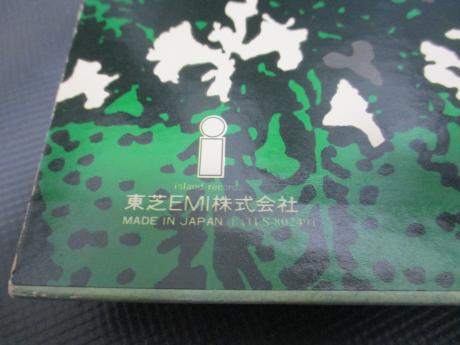 island records
東芝EMI株式会社
MADE IN JAPAN